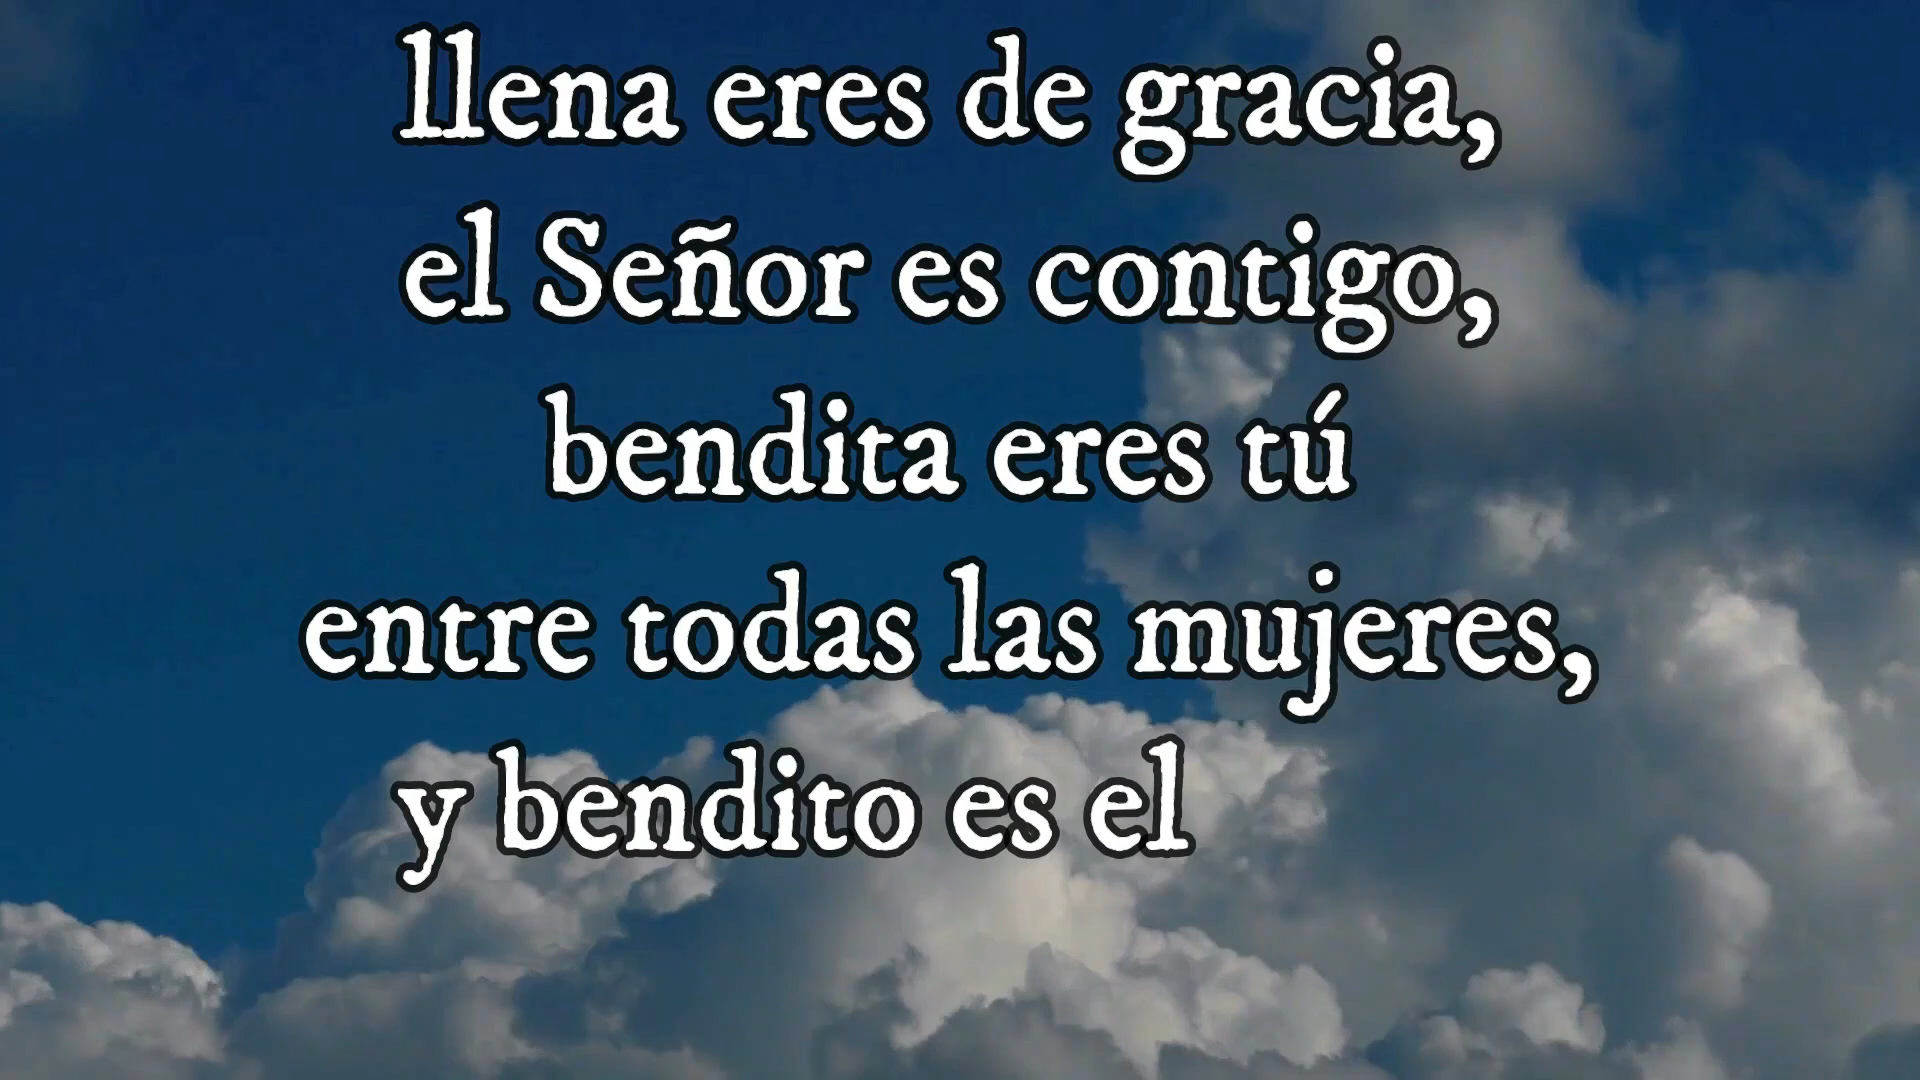 llena eres de gracia,
el Señor es contigo,
bendita eres tú
entre todas las mujeres,
y bendito es el